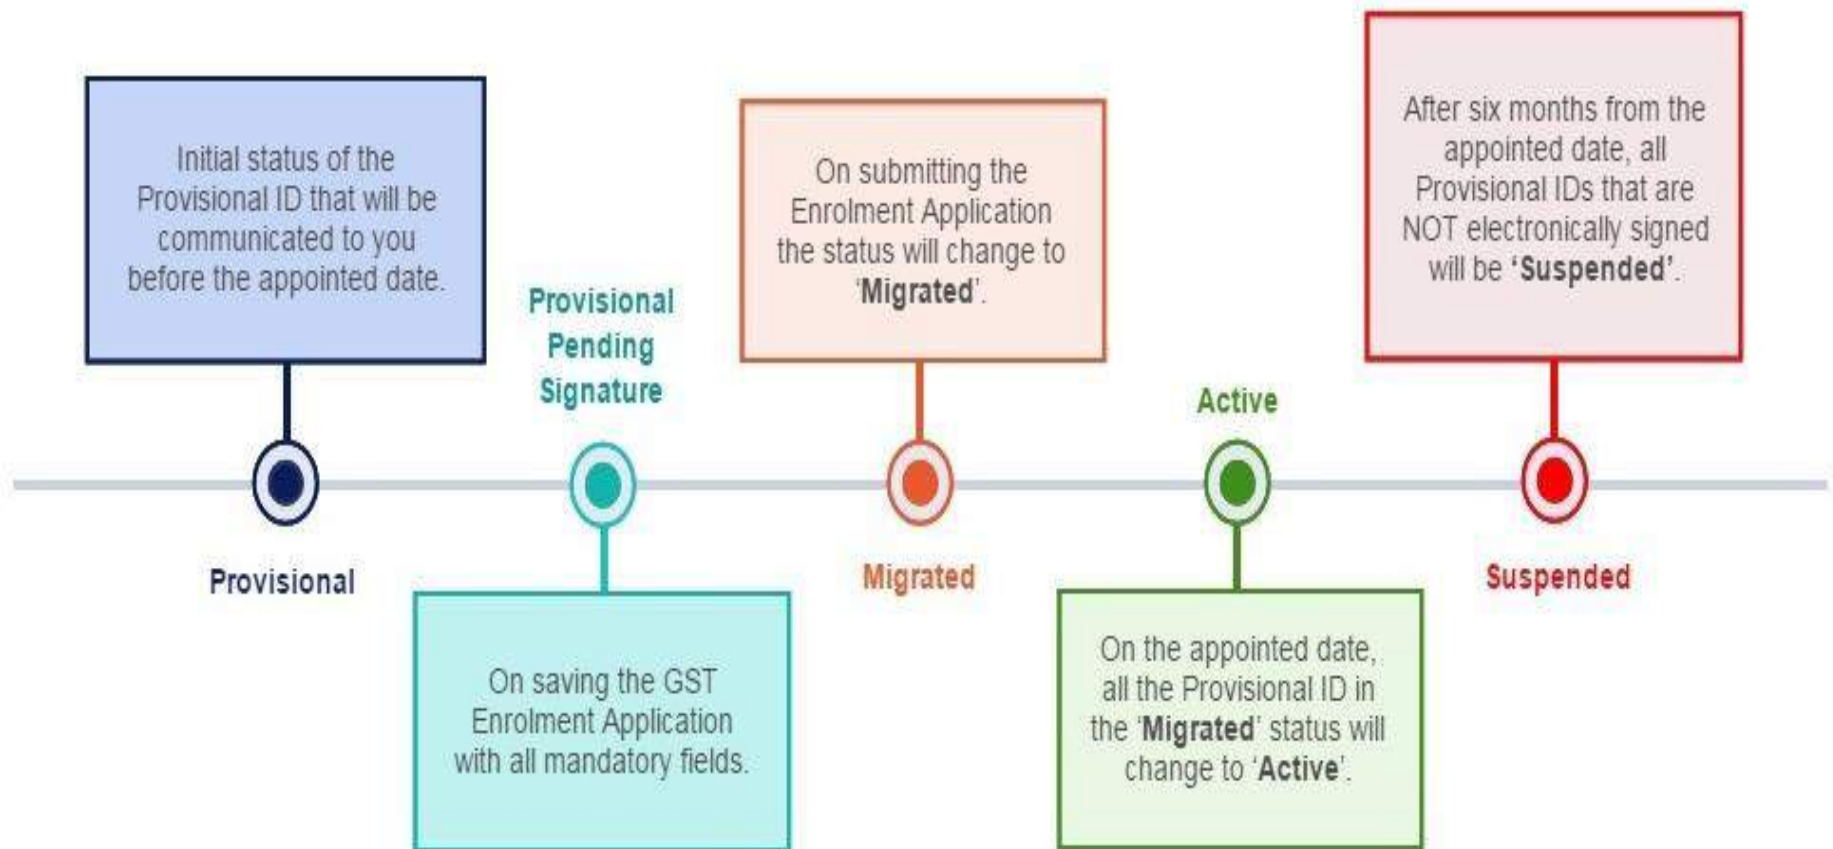 Initial status of the
Provisional ID that will be
communicated to you
before the appointed date.
Provisional
Provisional
Pending
Signature
On saving the GST
Enrolment Application
with all mandatory fields.
On submitting the
Enrolment Application
the status will change to
‘Migrated’.
Migrated
Active
On the appointed date,
all the Provisional ID in
the ‘Migrated’ status will
change to ‘Active’.
After six months from the
appointed date, all
Provisional IDs that are
NOT electronically signed
will be ‘Suspended’.
Suspended